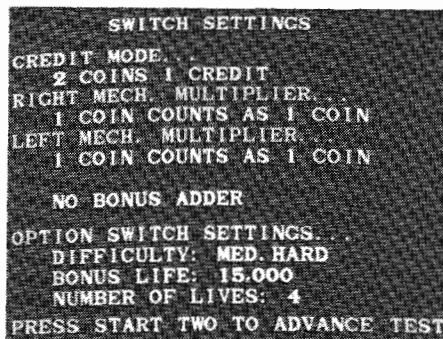 SWITCH SETTINGS
CREDIT MODE...
2 COINS 1 CREDIT
RIGHT MECH. MULTIPLIER...
1 COIN COUNTS AS 1 COIN
LEFT MECH. MULTIPLIER...
1 COIN COUNTS AS 1 COIN
NO BONUS ADDER
OPTION SWITCH SETTINGS...
DIFFICULTY: MED. HARD
BONUS LIFE: 15.000
NUMBER OF LIVES: 4
PRESS START TWO TO ADVANCE TEST